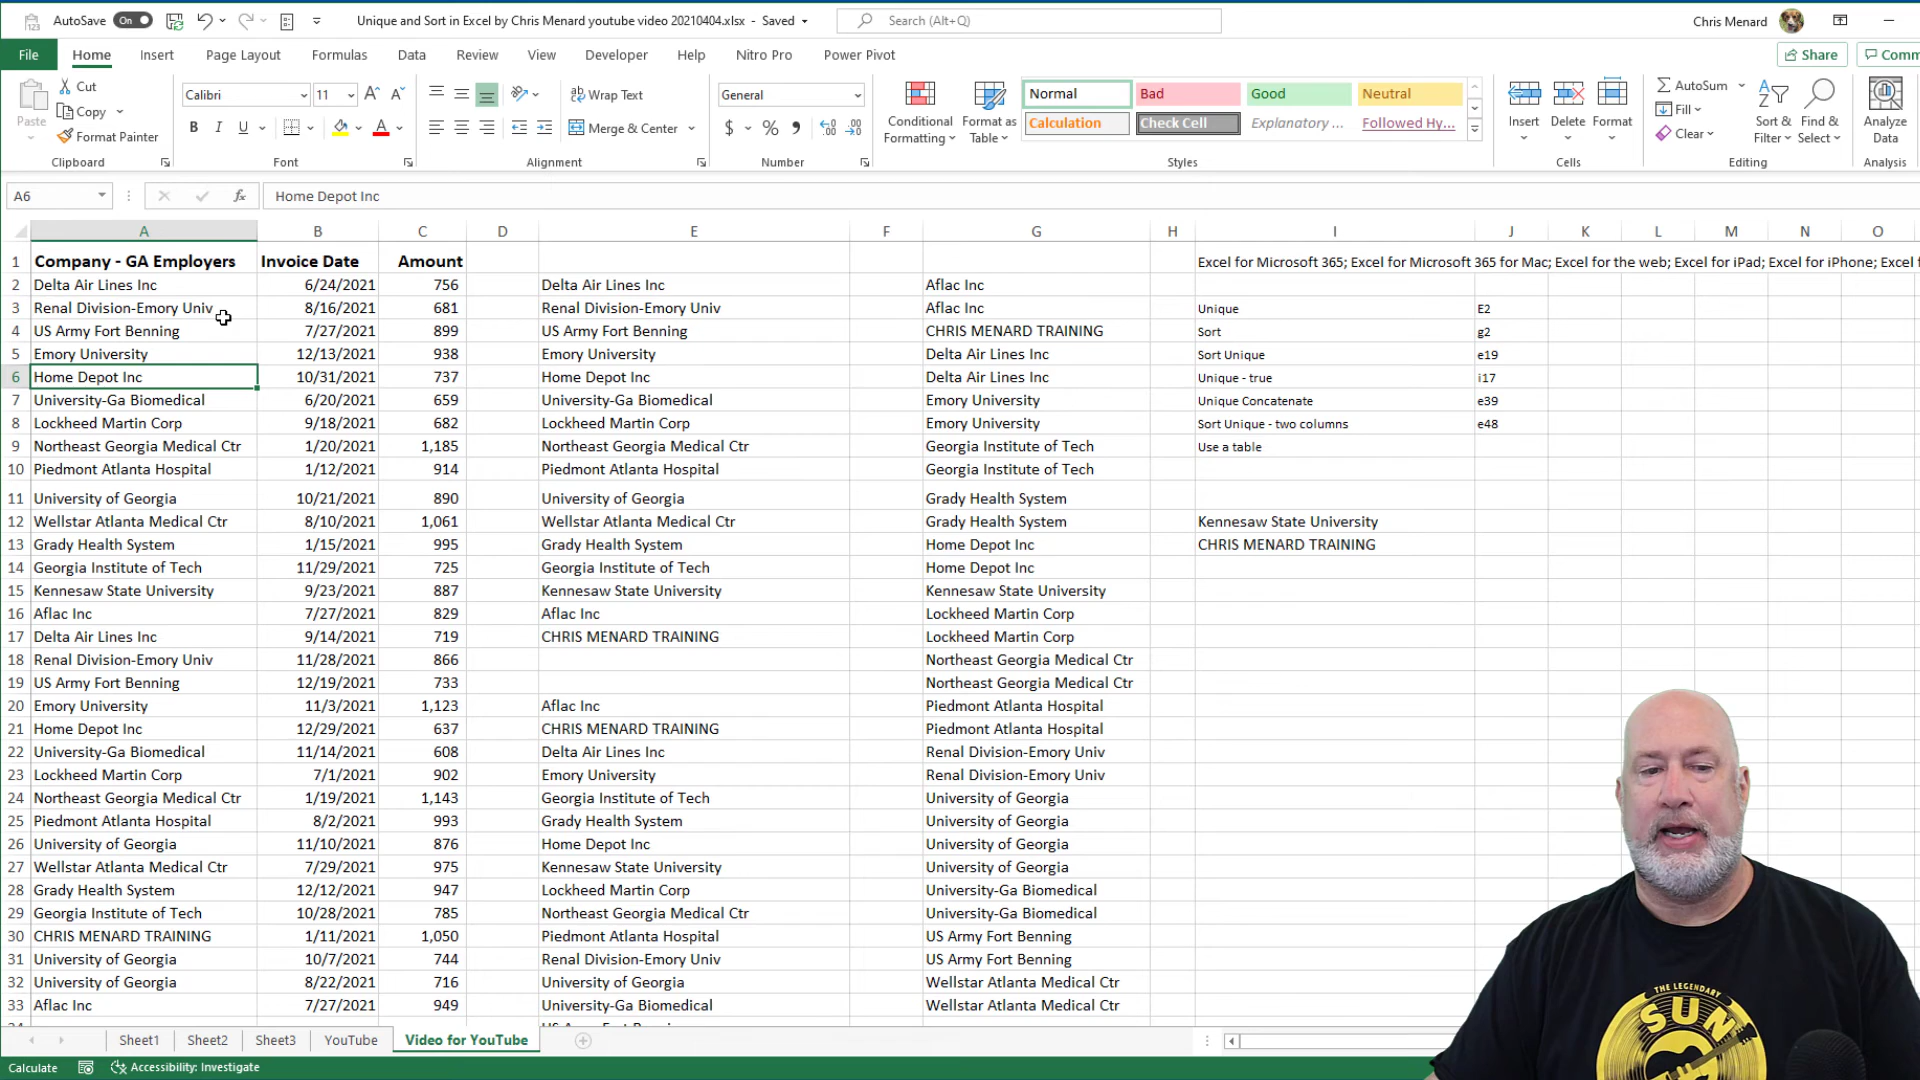 AutoSave On Unique and Sort in Excel by Chris Menard youtube video 20210404.xlsx - Saved Search (Alt+Q) Chris Menard
File Home Insert Page Layout Formulas Data Review View Developer Help Nitro Pro Power Pivot Share Comm
Paste Cut Copy Format Painter Clipboard
Calibri 11 B I U Font
Wrap Text Merge & Center Alignment
General $ % Number
Conditional Formatting Format as Table Normal Bad Good Neutral
Calculation Check Cell Explanatory ... Followed Hy... Styles
Insert Delete Format Cells
AutoSum Fill Clear Sort & Filter Find & Select Editing
Analyze Data Analysis
A6 fx Home Depot Inc
A B C D E F G H I J K L M N O
1 Company - GA Employers Invoice Date Amount Excel for Microsoft 365; Excel for Microsoft 365 for Mac; Excel for the web; Excel for iPad; Excel for iPhone; Excel f
2 Delta Air Lines Inc 6/24/2021 756 Delta Air Lines Inc Aflac Inc
3 Renal Division-Emory Univ 8/16/2021 681 Renal Division-Emory Univ Aflac Inc Unique E2
4 US Army Fort Benning 7/27/2021 899 US Army Fort Benning CHRIS MENARD TRAINING Sort g2
5 Emory University 12/13/2021 938 Emory University Delta Air Lines Inc Sort Unique e19
6 Home Depot Inc 10/31/2021 737 Home Depot Inc Delta Air Lines Inc Unique - true i17
7 University-Ga Biomedical 6/20/2021 659 University-Ga Biomedical Emory University Unique Concatenate e39
8 Lockheed Martin Corp 9/18/2021 682 Lockheed Martin Corp Emory University Sort Unique - two columns e48
9 Northeast Georgia Medical Ctr 1/20/2021 1,185 Northeast Georgia Medical Ctr Georgia Institute of Tech Use a table
10 Piedmont Atlanta Hospital 1/12/2021 914 Piedmont Atlanta Hospital Georgia Institute of Tech
11 University of Georgia 10/21/2021 890 University of Georgia Grady Health System
12 Wellstar Atlanta Medical Ctr 8/10/2021 1,061 Wellstar Atlanta Medical Ctr Grady Health System Kennesaw State University
13 Grady Health System 1/15/2021 995 Grady Health System Home Depot Inc CHRIS MENARD TRAINING
14 Georgia Institute of Tech 11/29/2021 725 Georgia Institute of Tech Home Depot Inc
15 Kennesaw State University 9/23/2021 887 Kennesaw State University Kennesaw State University
16 Aflac Inc 7/27/2021 829 Aflac Inc Lockheed Martin Corp
17 Delta Air Lines Inc 9/14/2021 719 CHRIS MENARD TRAINING Lockheed Martin Corp
18 Renal Division-Emory Univ 11/28/2021 866 Northeast Georgia Medical Ctr
19 US Army Fort Benning 12/19/2021 733 Northeast Georgia Medical Ctr
20 Emory University 11/3/2021 1,123 Aflac Inc Piedmont Atlanta Hospital
21 Home Depot Inc 12/29/2021 637 CHRIS MENARD TRAINING Piedmont Atlanta Hospital
22 University-Ga Biomedical 11/14/2021 608 Delta Air Lines Inc Renal Division-Emory Univ
23 Lockheed Martin Corp 7/1/2021 902 Emory University Renal Division-Emory Univ
24 Northeast Georgia Medical Ctr 1/19/2021 1,143 Georgia Institute of Tech University of Georgia
25 Piedmont Atlanta Hospital 8/2/2021 993 Grady Health System University of Georgia
26 University of Georgia 11/10/2021 876 Home Depot Inc University of Georgia
27 Wellstar Atlanta Medical Ctr 7/29/2021 975 Kennesaw State University University of Georgia
28 Grady Health System 12/12/2021 947 Lockheed Martin Corp University-Ga Biomedical
29 Georgia Institute of Tech 10/28/2021 785 Northeast Georgia Medical Ctr University-Ga Biomedical
30 CHRIS MENARD TRAINING 1/11/2021 1,050 Piedmont Atlanta Hospital US Army Fort Benning
31 University of Georgia 10/7/2021 744 Renal Division-Emory Univ US Army Fort Benning
32 University of Georgia 8/22/2021 716 University of Georgia Wellstar Atlanta Medical Ctr
33 Aflac Inc 7/27/2021 949 University-Ga Biomedical Wellstar Atlanta Medical Ctr
Sheet1 Sheet2 Sheet3 YouTube Video for YouTube
Calculate Accessibility: Investigate
THE LEGENDARY
SUN